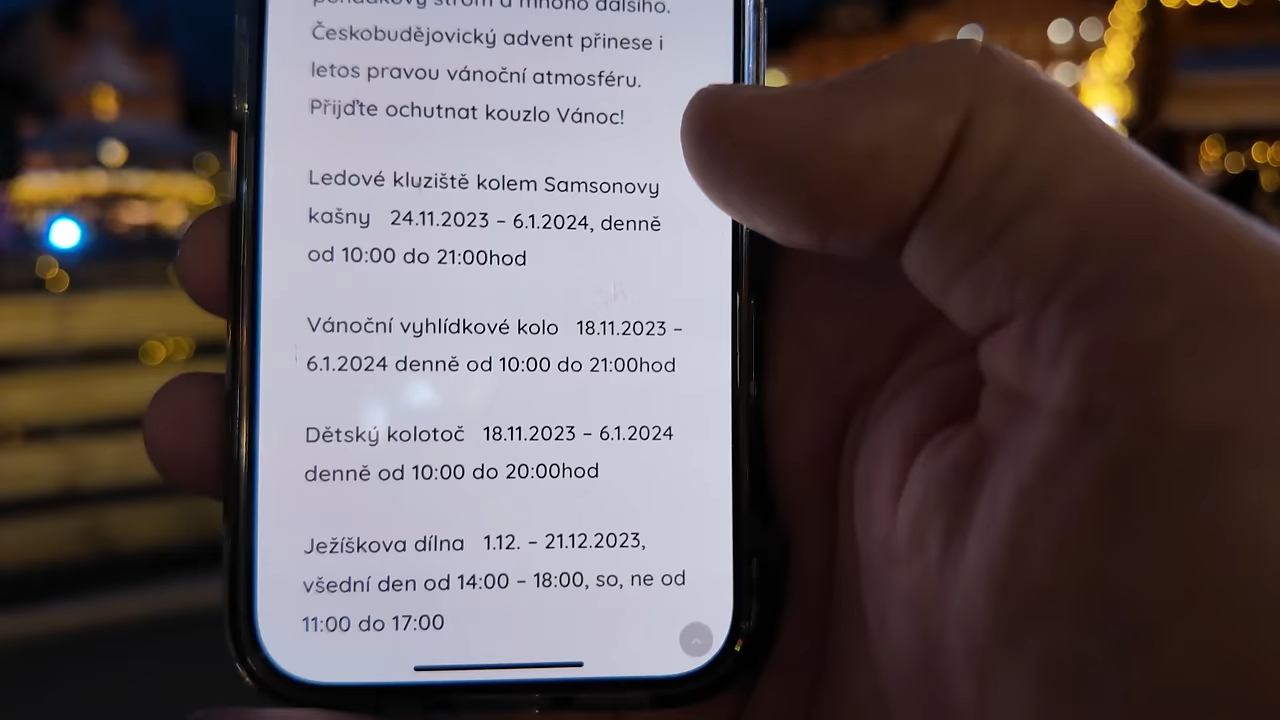 pohádkový strom a mnoho dalšího.
Českobudějovický advent přinese i
letos pravou vánoční atmosféru.
Přijďte ochutnat kouzlo Vánoc!
Ledové kluziště kolem Samsonovy
kašny 24.11.2023 – 6.1.2024, denně
od 10:00 do 21:00hod
Vánoční vyhlídkové kolo 18.11.2023 –
6.1.2024 denně od 10:00 do 21:00hod
Dětský kolotoč 18.11.2023 – 6.1.2024
denně od 10:00 do 20:00hod
Ježíškova dílna 1.12. – 21.12.2023,
všední den od 14:00 – 18:00, so, ne od
11:00 do 17:00